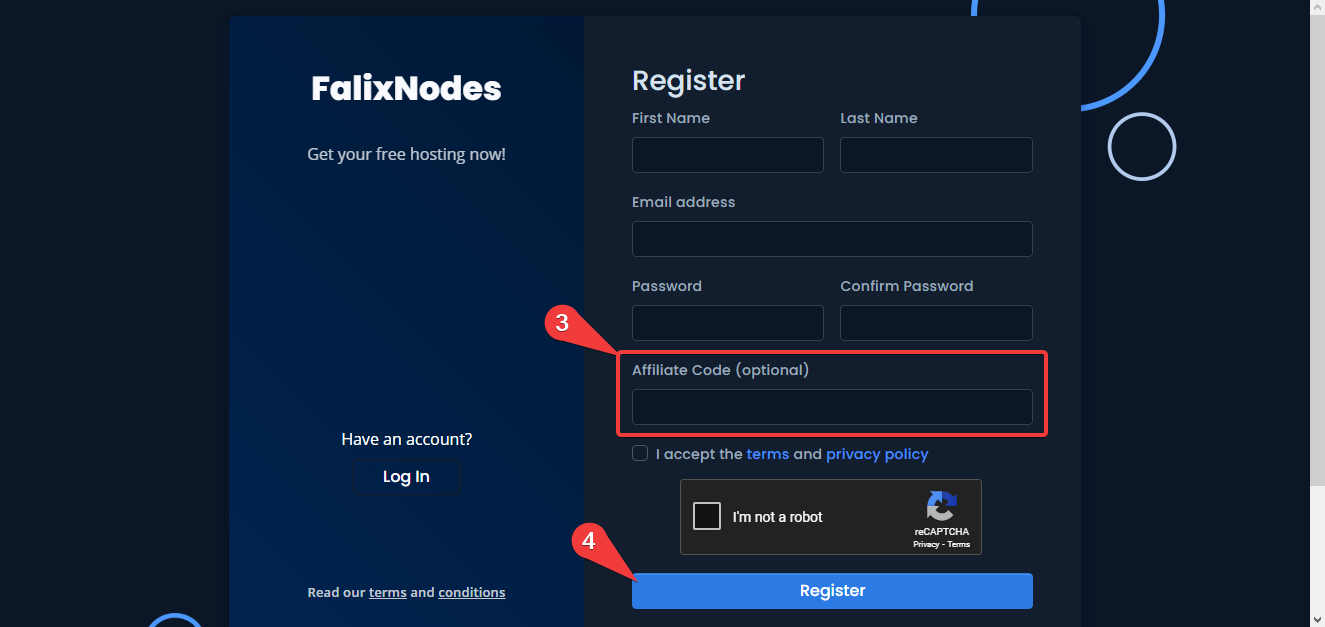 FalixNodes
Get your free hosting now!
Have an account?
Log In
Read our terms and conditions
Register
First Name Last Name
Email address
Password Confirm Password
3
Affiliate Code (optional)
I accept the terms and privacy policy
I'm not a robot
reCAPTCHA
Privacy - Terms
4
Register